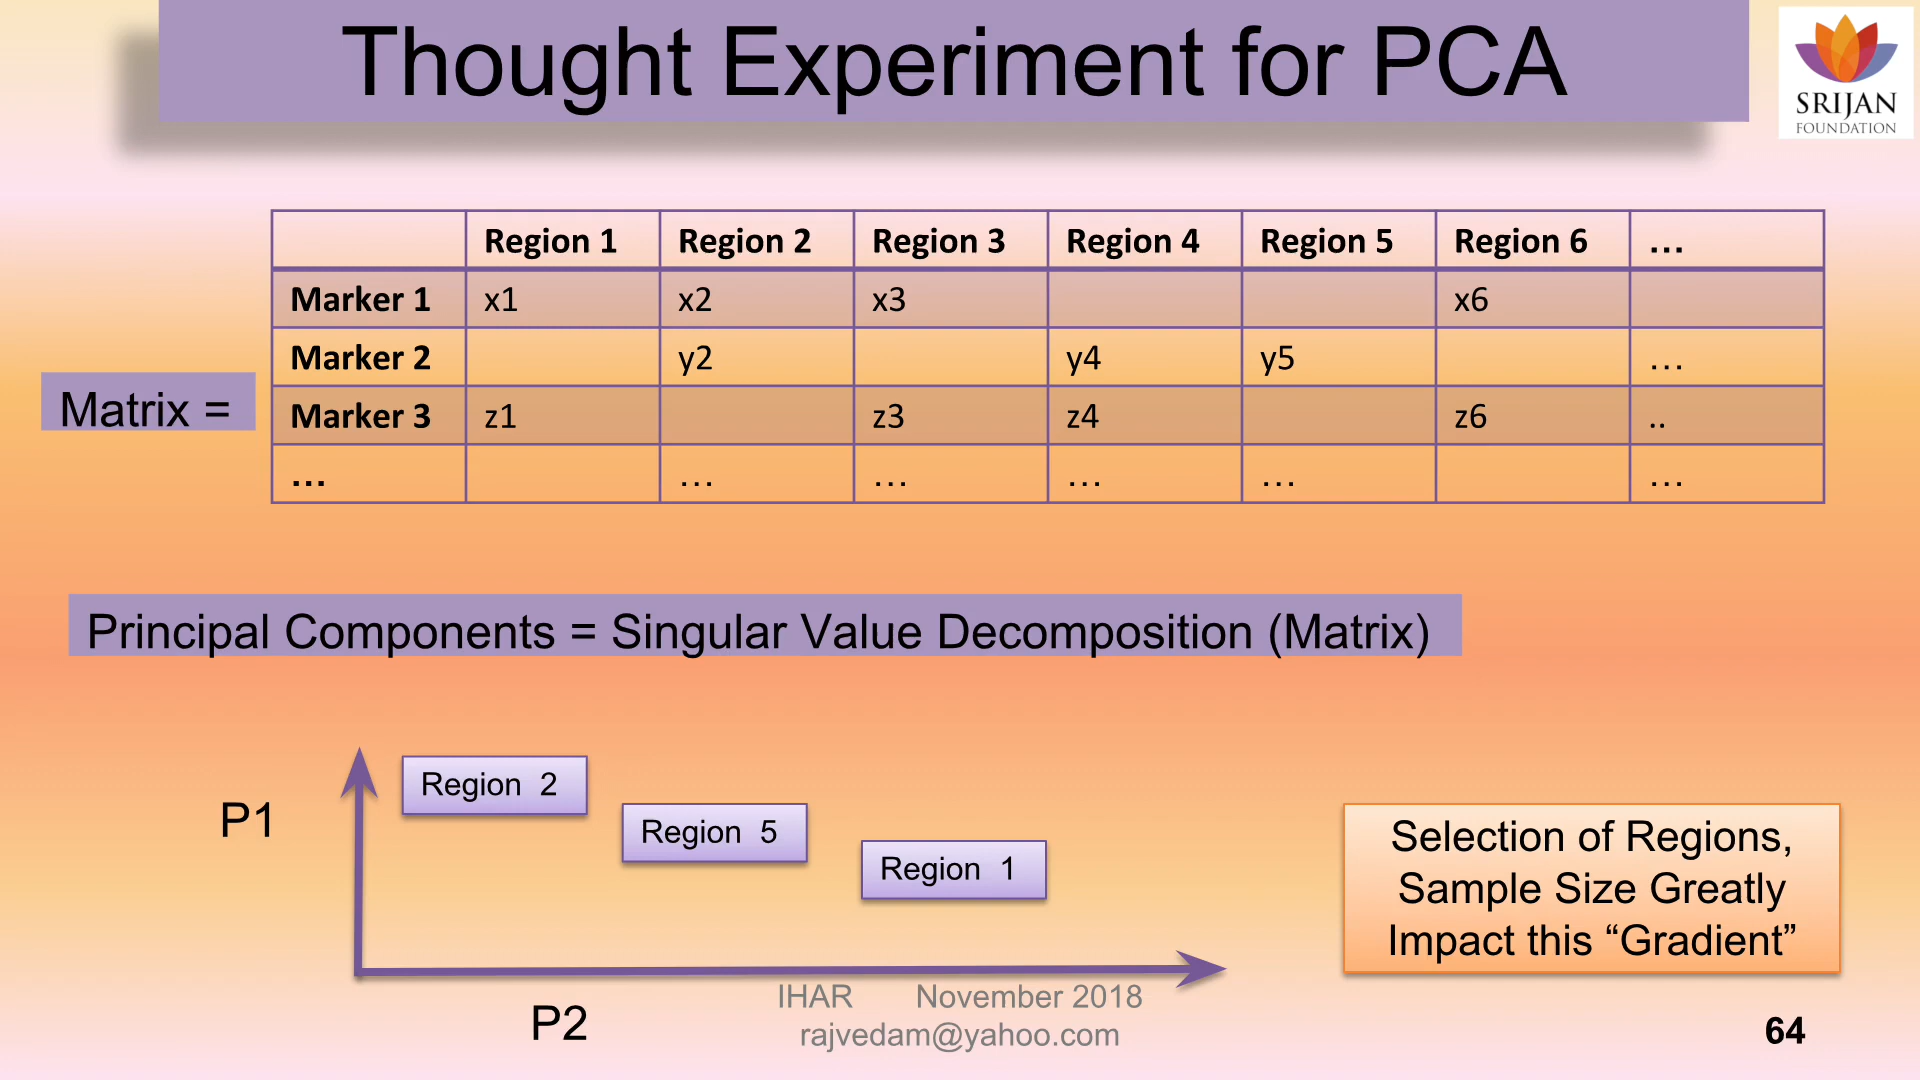 Thought Experiment for PCA
SRIJAN
FOUNDATION
Region 1 Region 2 Region 3 Region 4 Region 5 Region 6 ...
Marker 1 x1 x2 x3 x6
Marker 2 y2 y4 y5 ...
Matrix =
Marker 3 z1 z3 z4 z6 ..
... ... ... ... ... ...
Principal Components = Singular Value Decomposition (Matrix)
P1
Region 2
Region 5
Region 1
Selection of Regions,
Sample Size Greatly
Impact this “Gradient”
P2
IHAR November 2018
rajvedam@yahoo.com
64